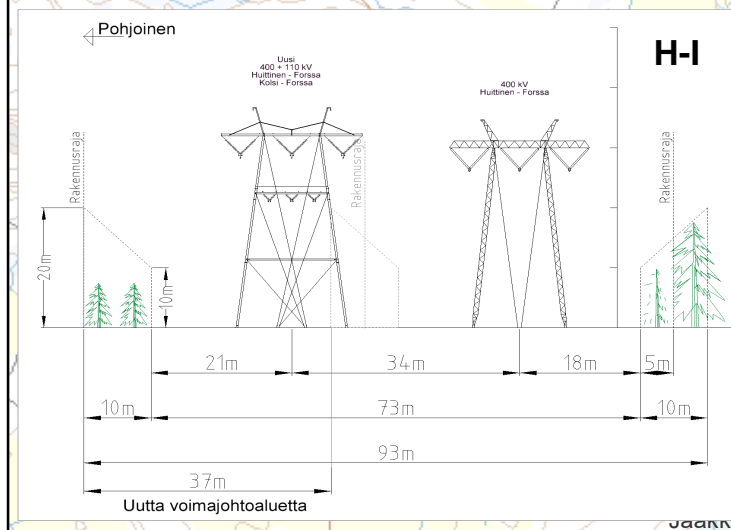 Pohjoinen
H-I
Uusi
400 + 110 kV
Huittinen - Forssa
Kolsi - Forssa
400 kV
Huittinen - Forssa
Rakennusraja
Rakennusraja
Rakennusraja
20m
10m
21m
34m
18m
5m
10m
73m
10m
93m
37m
Uutta voimajohtoaluetta